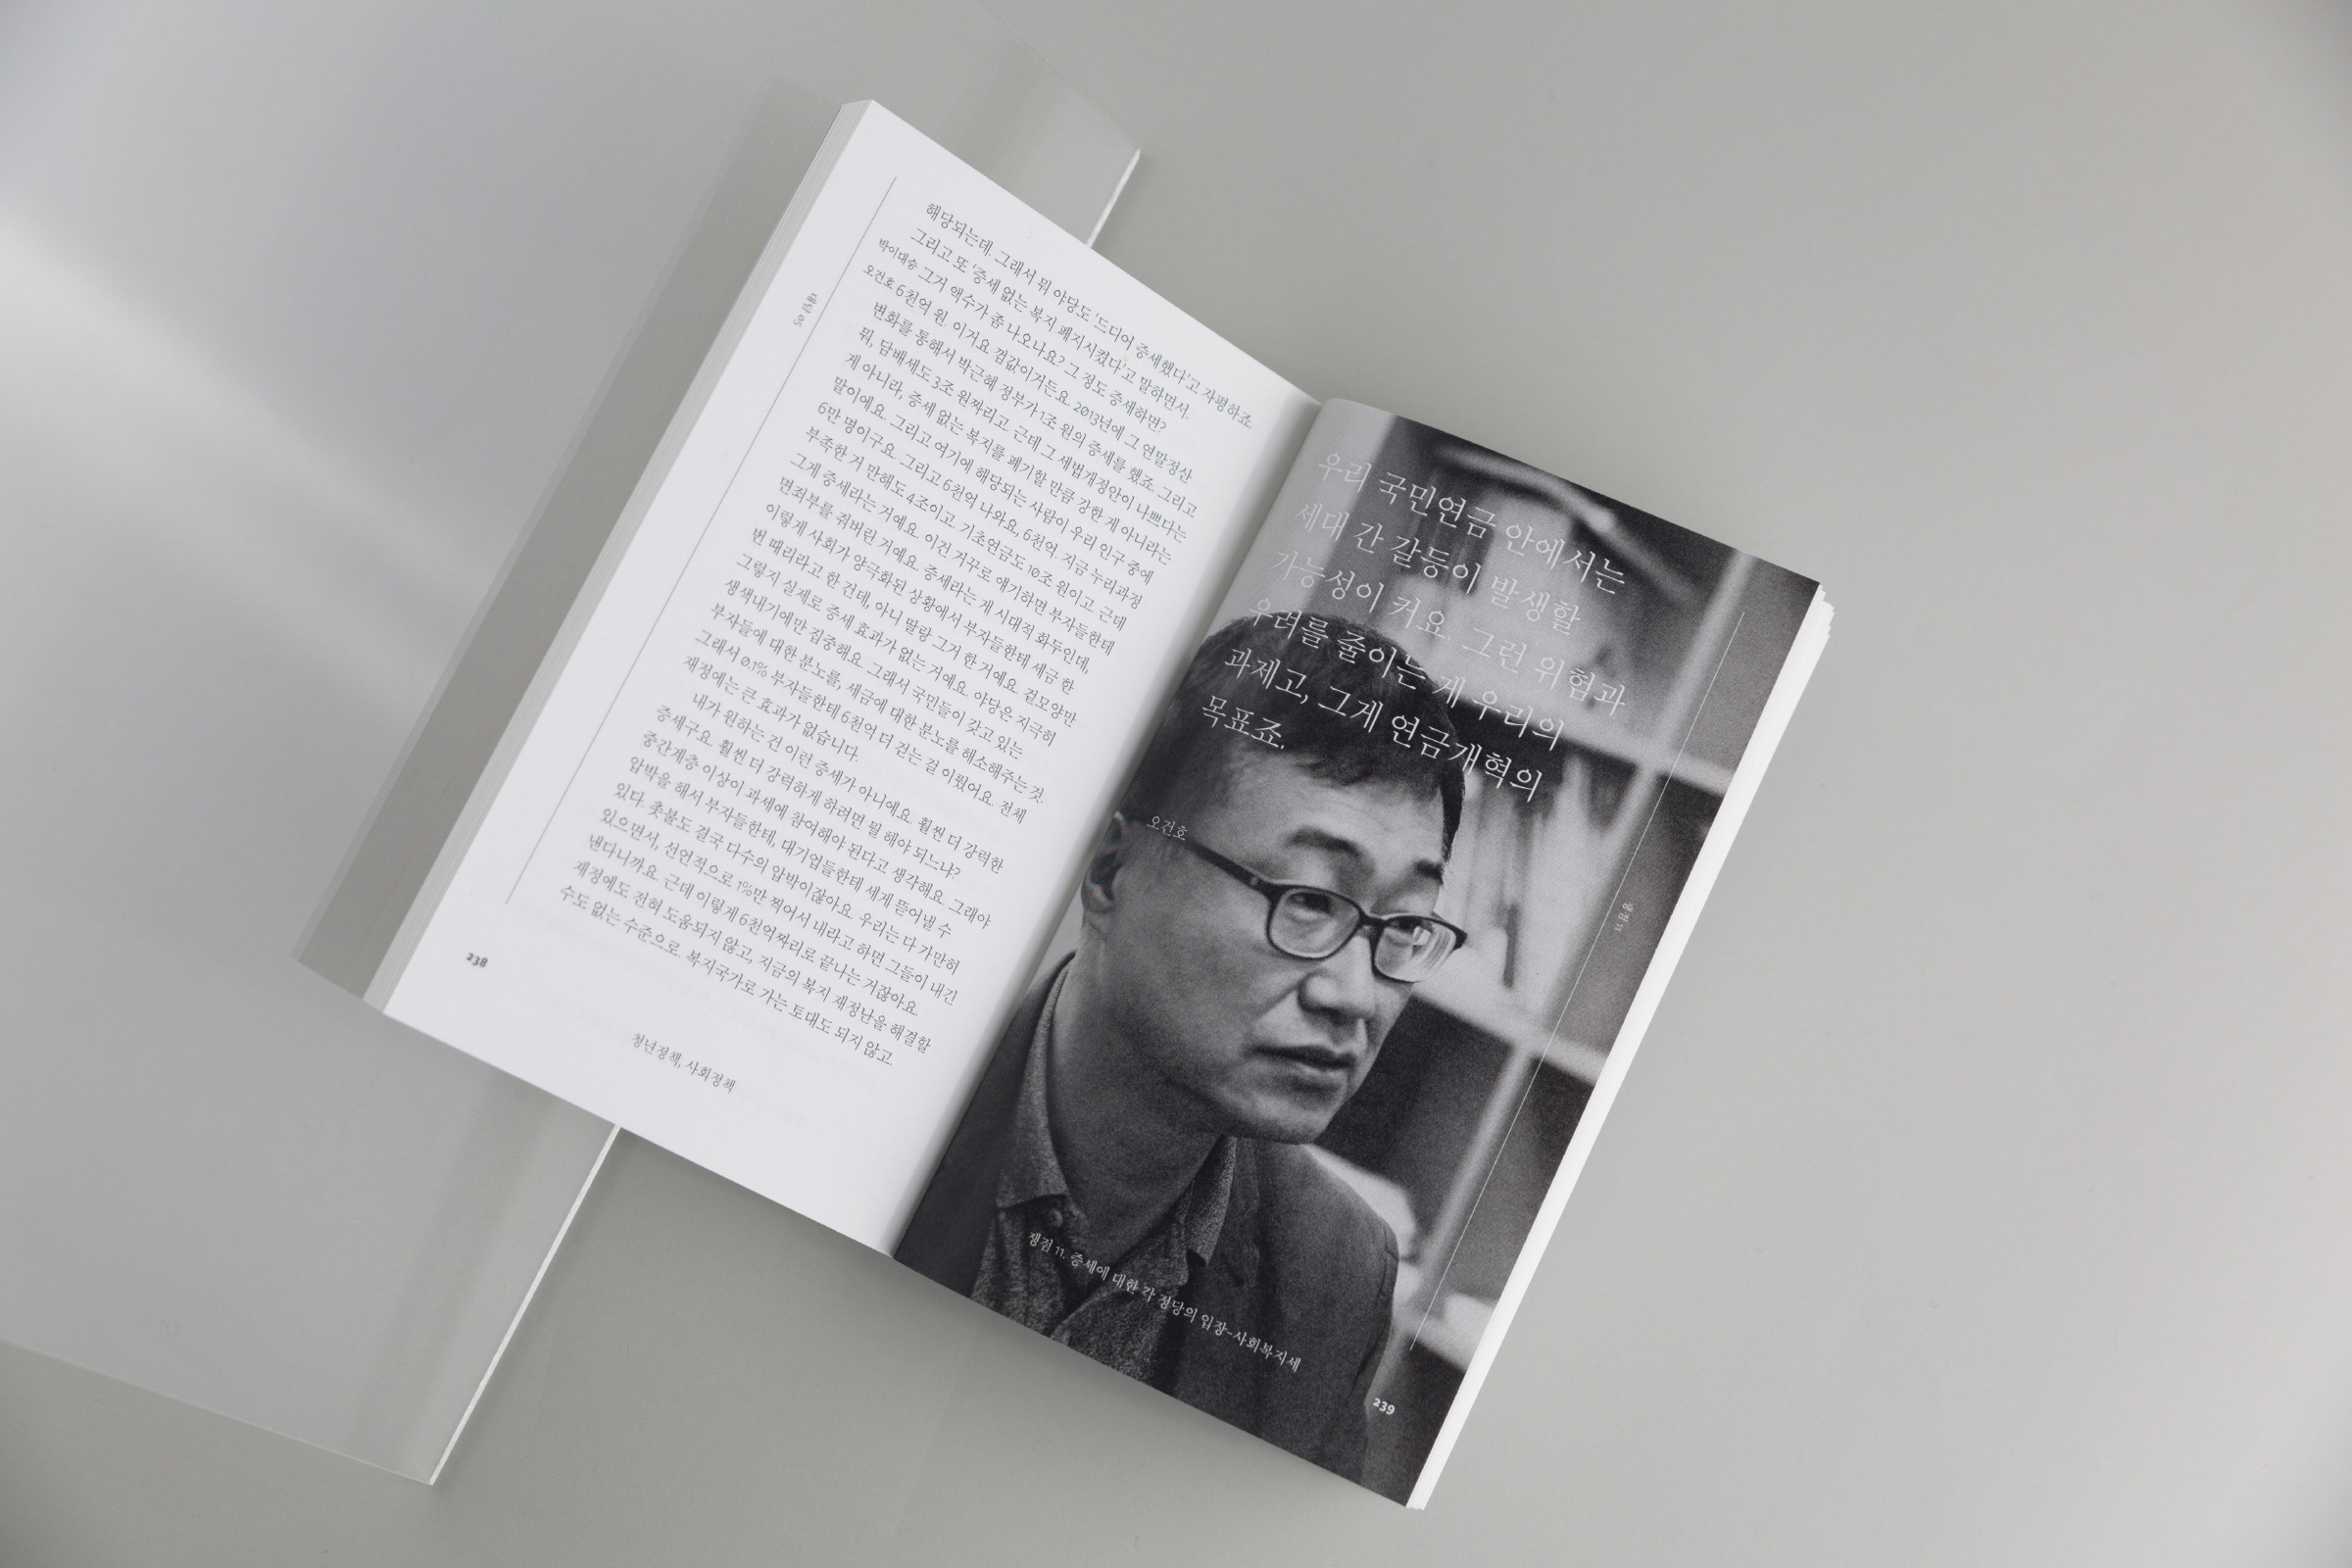 대담 05
해당되는데. 그래서 뭐 야당도 '드디어 증세했다'고 자평하죠.
그리고 또 '증세 없는 복지 폐지시켰다'고 말하면서.
박이대승 그거 액수가 좀 나오나요? 그 정도 증세하면?
오건호 6천억 원. 이거요 껌값이거든요. 2013년에 그 연말정산
변화를 통해서 박근혜 정부가 1조 원의 증세를 했죠. 그리고
뭐, 담배세도 3조 원짜리고. 근데 그 세법개정안이 나쁘다는
게 아니라, 증세 없는 복지를 폐기할 만큼 강한 게 아니라는
말이에요. 그리고 여기에 해당되는 사람이 우리 인구 중에
6만 명이구요. 그리고 6천억 나와요, 6천억. 지금 누리과정
부족한 거 만해도 4조이고. 기초연금도 10조 원이고. 근데
그게 증세라는 거예요. 이건 거꾸로 얘기하면 부자들한테
면죄부를 줘버린 거예요. 증세라는 게 시대적 화두인데,
이렇게 사회가 양극화된 상황에서 부자들한테 세금 한
번 때리라고 한 건데, 아니 딸랑 그거 한 거예요. 겉모양만
그렇지 실제로 증세 효과가 없는 거예요. 야당은 지극히
생색내기에만 집중해요. 그래서 국민들이 갖고 있는
부자들에 대한 분노를, 세금에 대한 분노를 해소해주는 것.
그래서 0.1% 부자들한테 6천억 더 걷는 걸 이뤘어요. 전체
재정에는 큰 효과가 없습니다.
내가 원하는 건 이런 증세가 아니에요. 훨씬 더 강력한
증세구요. 훨씬 더 강력하게 하려면 뭘 해야 되느냐?
중간계층 이상이 과세에 참여해야 된다고 생각해요. 그래야
압박을 해서 부자들한테, 대기업들한테 세게 뜯어낼 수
있다. 촛불도 결국 다수의 압박이잖아요. 우리는 다 가만히
있으면서, 선언적으로 1%만 찍어서 내라고 하면 그들이 내긴
낸다니까요. 근데 이렇게 6천억짜리로 끝나는 거잖아요.
재정에도 전혀 도움되지 않고, 지금의 복지 재정난을 해결할
수도 없는 수준으로. 복지국가로 가는 토대도 되지 않고.
238
청년정책, 사회정책
우리 국민연금 안에서는
세대 간 갈등이 발생할
가능성이 커요. 그런 위험과
우려를 줄이는 게 우리의
과제고, 그게 연금개혁의
목표죠.
오건호
쟁점 11
쟁점 11. 증세에 대한 각 정당의 입장-사회복지세
239